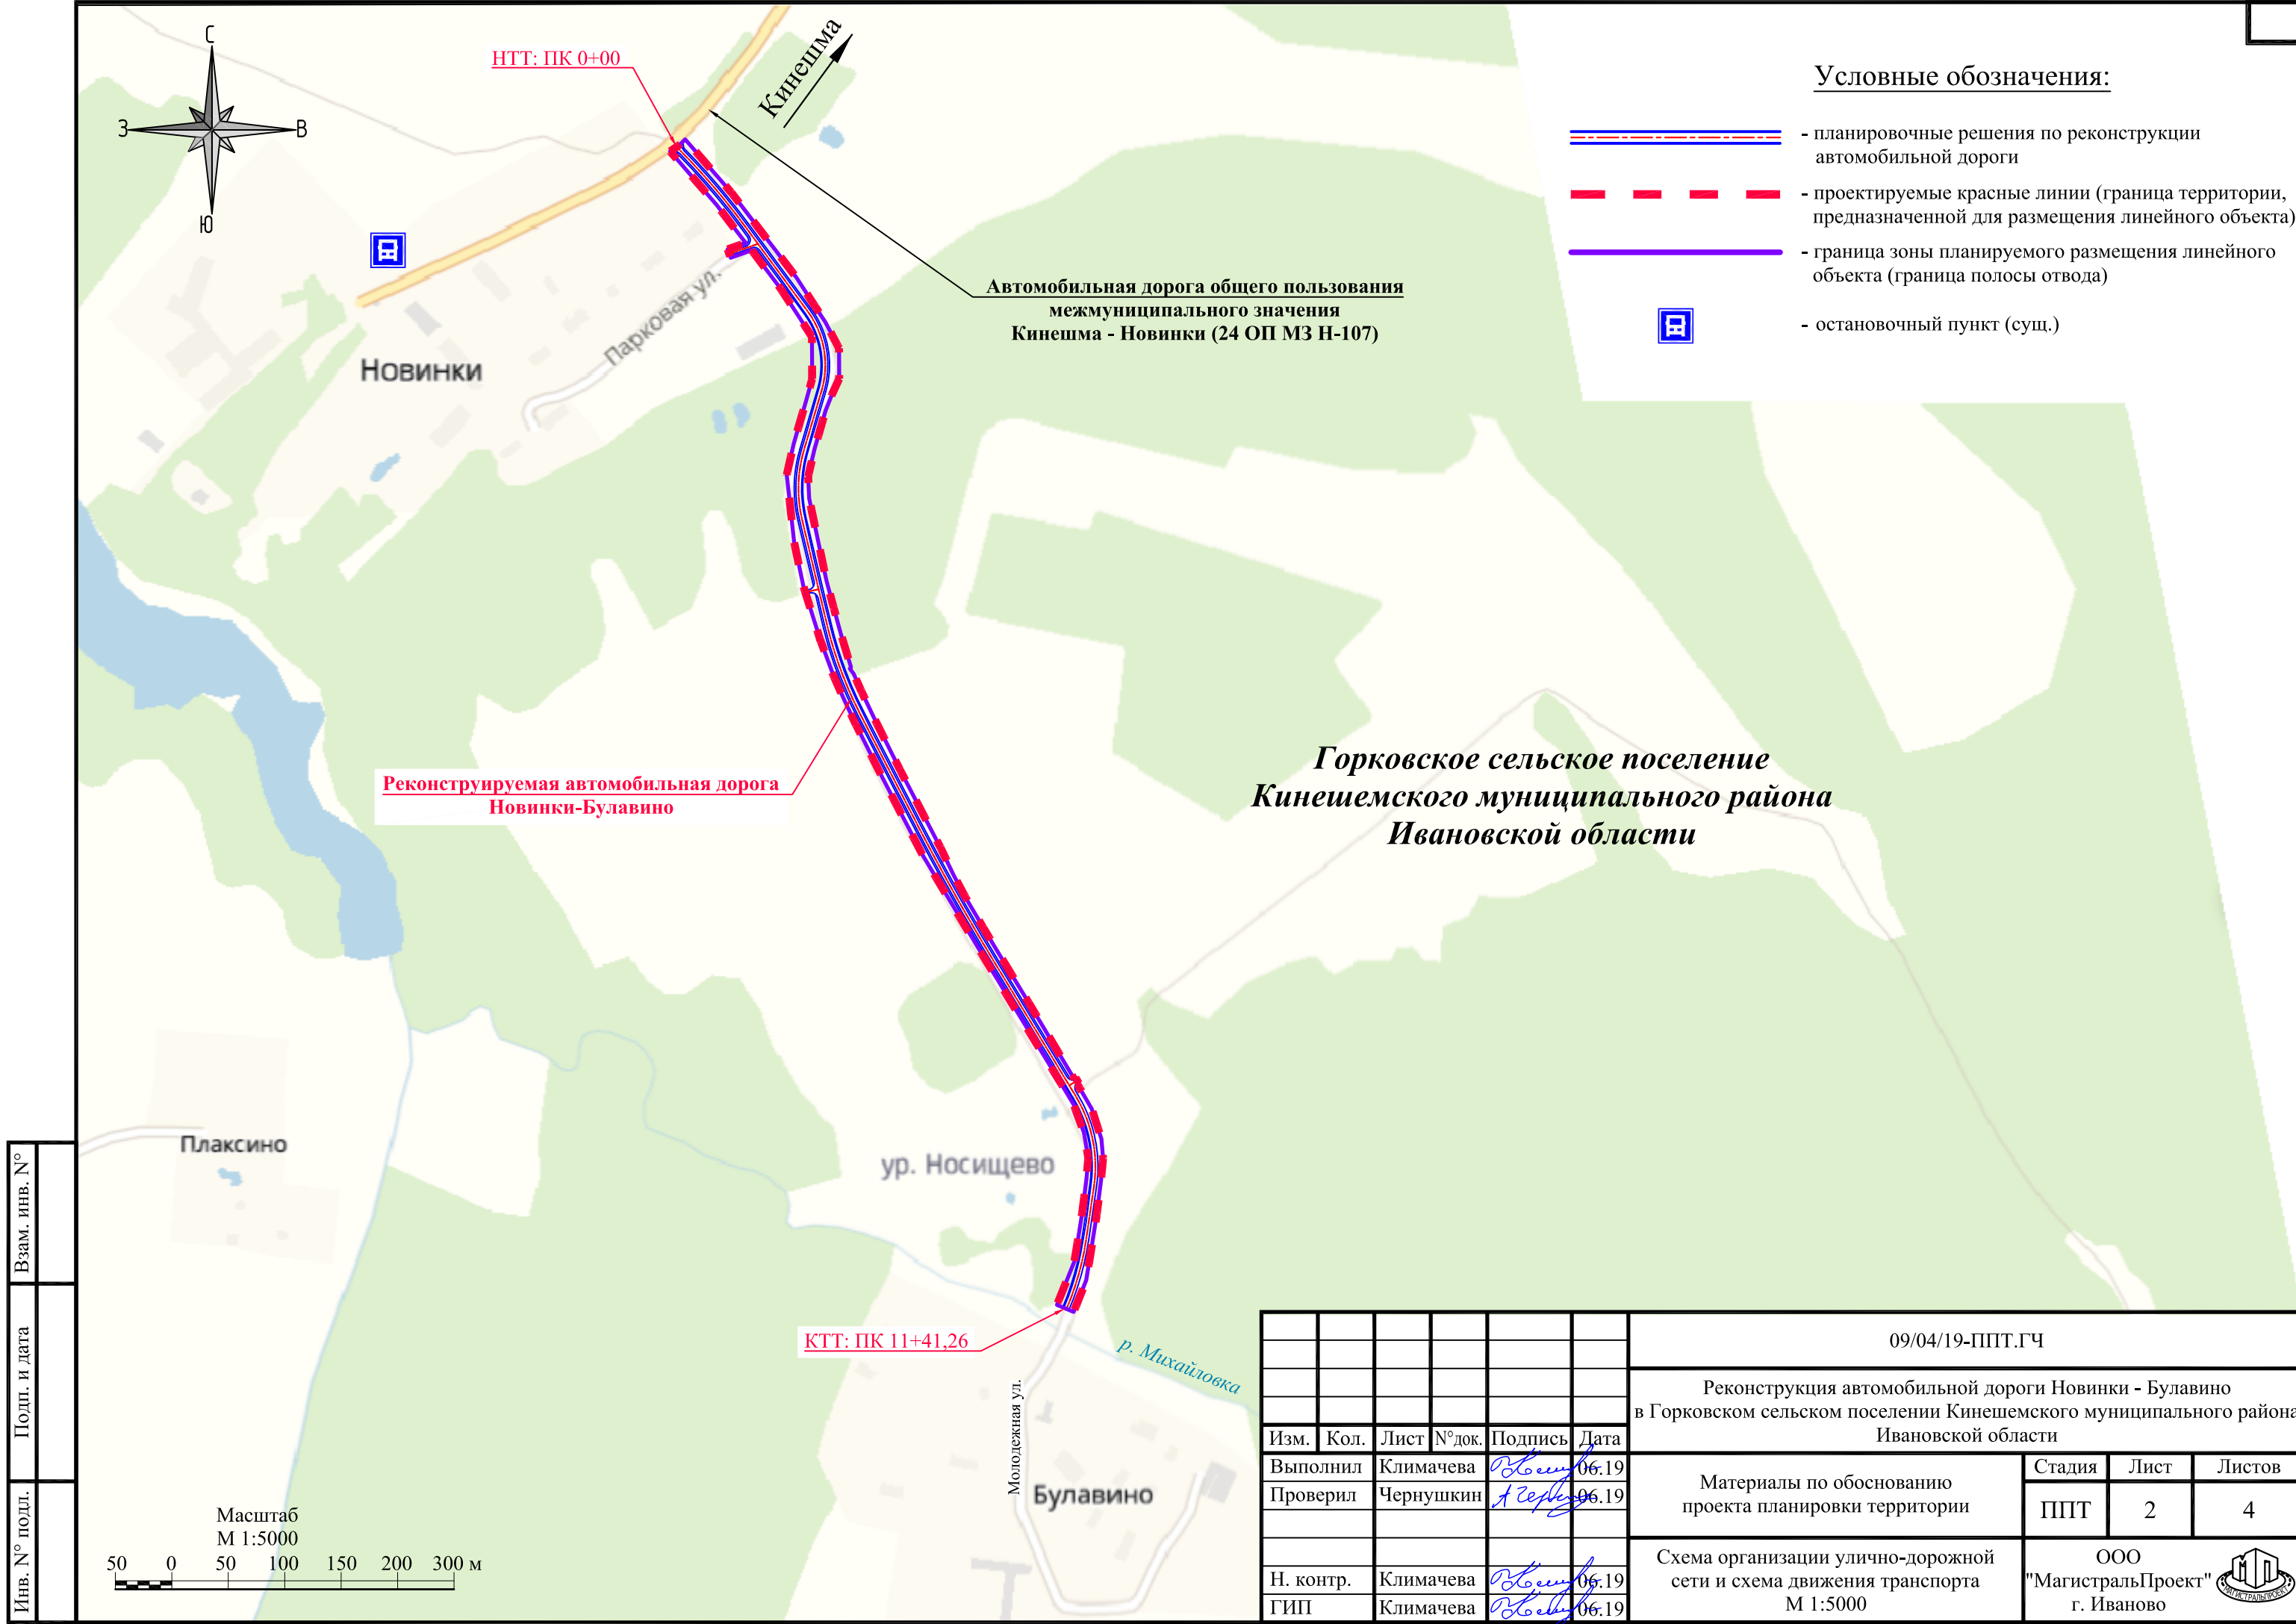 С
З
В
Ю
НТТ: ПК 0+00
Кинешма
Условные обозначения:
- планировочные решения по реконструкции
автомобильной дороги
- проектируемые красные линии (граница территории,
предназначенной для размещения линейного объекта)
- граница зоны планируемого размещения линейного
объекта (граница полосы отвода)
- остановочный пункт (сущ.)
Автомобильная дорога общего пользования
межмуниципального значения
Кинешма - Новинки (24 ОП МЗ Н-107)
Парковая ул.
Новинки
Реконструируемая автомобильная дорога
Новинки-Булавино
Горковское сельское поселение
Кинешемского муниципального района
Ивановской области
Плаксино
ур. Носищево
КТТ: ПК 11+41,26
р. Михайловка
Молодежная ул.
Булавино
Масштаб
М 1:5000
50 0 50 100 150 200 300 м
Взам. инв. N°
Подп. и дата
Инв. N° подл.
09/04/19-ППТ.ГЧ
Реконструкция автомобильной дороги Новинки - Булавино
в Горковском сельском поселении Кинешемского муниципального района
Ивановской области
Изм. Кол. Лист N°док. Подпись Дата
Выполнил Климачева 06.19
Проверил Чернушкин 06.19
Н. контр. Климачева 06.19
ГИП Климачева 06.19
Материалы по обоснованию
проекта планировки территории
Стадия Лист Листов
ППТ 2 4
Схема организации улично-дорожной
сети и схема движения транспорта
М 1:5000
ООО
"МагистральПроект"
г. Иваново
МАГИСТРАЛЬПРОЕКТ